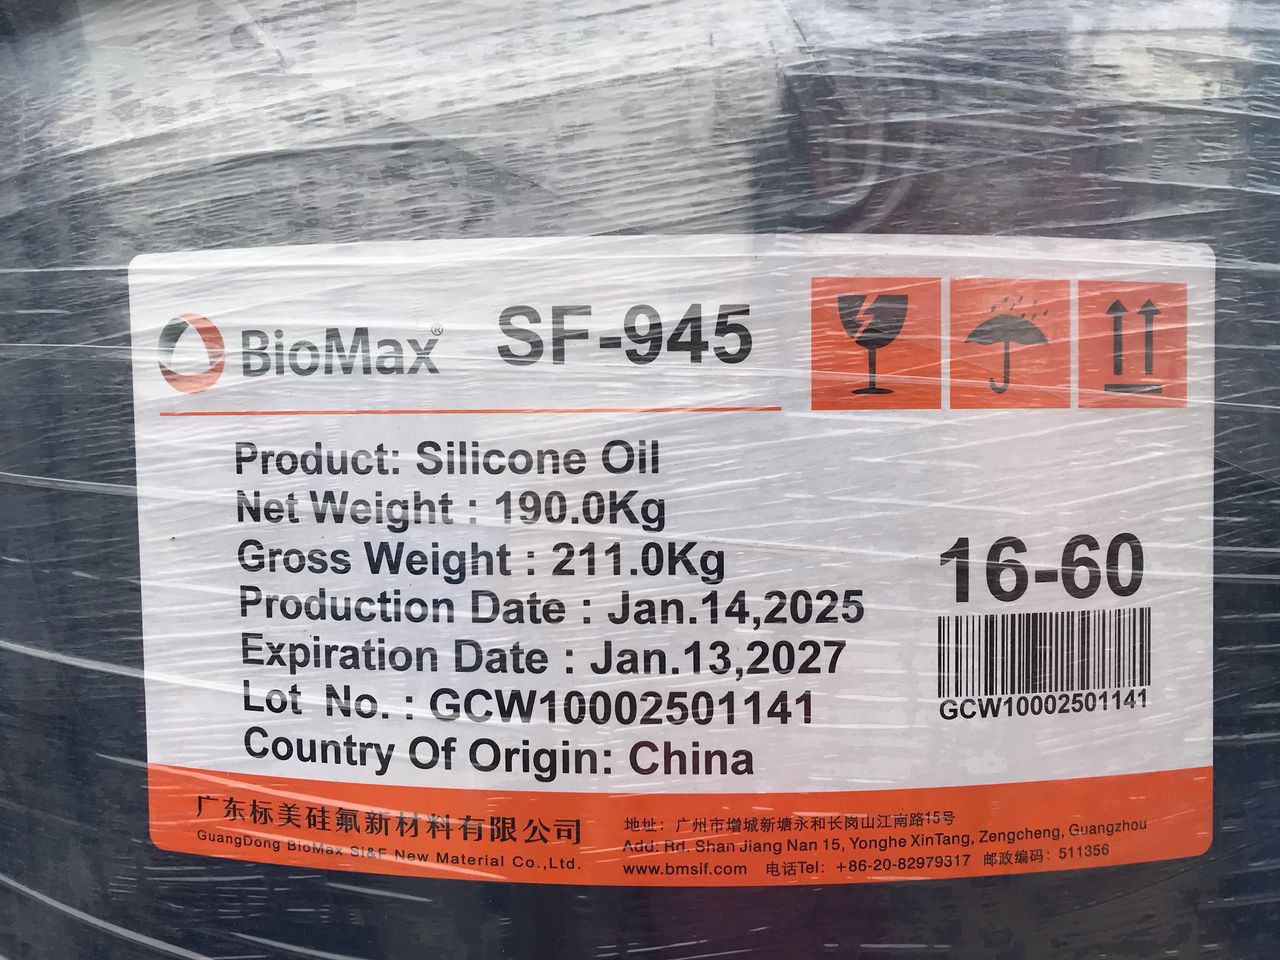 BioMax® SF-945
Product: Silicone Oil
Net Weight : 190.0Kg
Gross Weight : 211.0Kg
Production Date : Jan.14,2025
Expiration Date : Jan.13,2027
Lot No. : GCW10002501141
Country Of Origin: China
16-60
GCW10002501141
广东标美硅氟新材料有限公司
GuangDong BioMax Si&F New Material Co.,Ltd.
地址：广州市增城新塘永和长岗山江南路15号
Add: Rd. Shan Jiang Nan 15, Yonghe XinTang, Zengcheng, Guangzhou
www.bmsif.com 电话Tel: +86-20-82979317 邮政编码: 511356